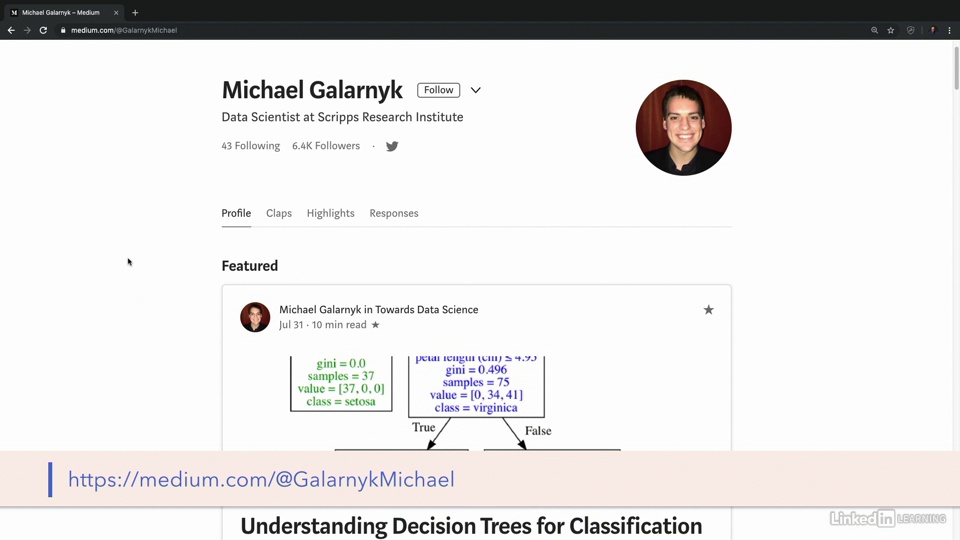 Michael Galarnyk – Medium
medium.com/@GalarnykMichael
Michael Galarnyk Follow
Data Scientist at Scripps Research Institute
43 Following 6.4K Followers ·
Profile Claps Highlights Responses
Featured
Michael Galarnyk in Towards Data Science
Jul 31 · 10 min read ★
gini = 0.0
samples = 37
value = [37, 0, 0]
class = setosa
petal length (cm) ≤ 4.95
gini = 0.496
samples = 75
value = [0, 34, 41]
class = virginica
True
False
https://medium.com/@GalarnykMichael
Understanding Decision Trees for Classification
LinkedIn LEARNING